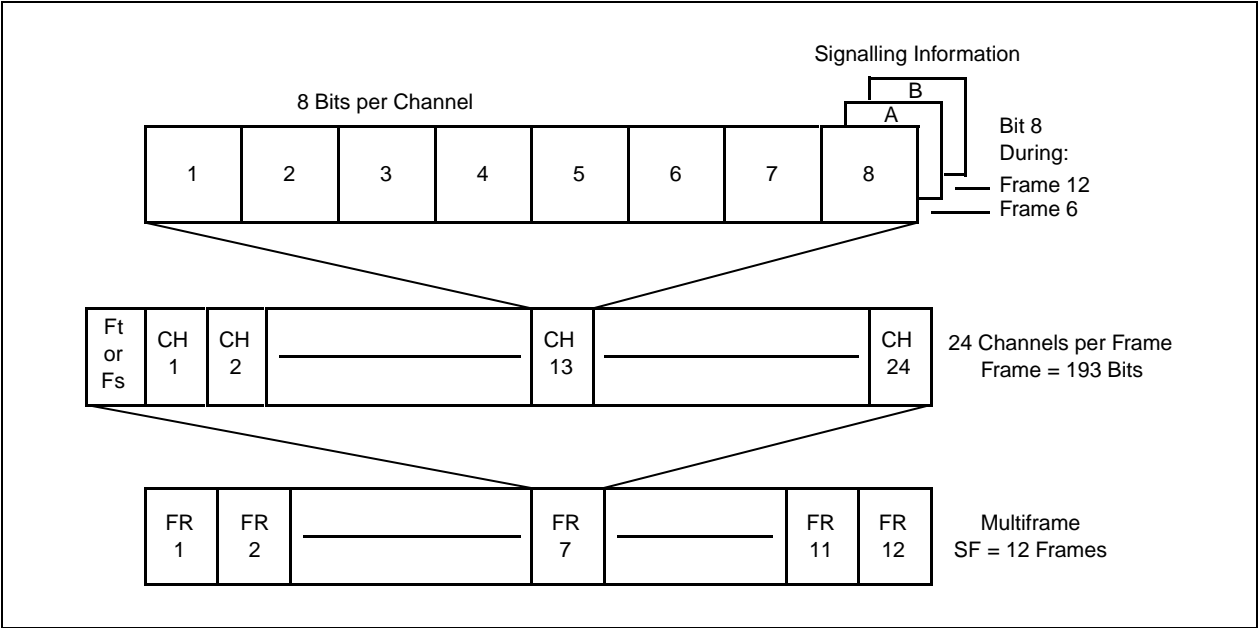 Signalling Information
8 Bits per Channel
B
A
1 2 3 4 5 6 7 8
Bit 8
During:
Frame 12
Frame 6
Ft
or
Fs
CH
1
CH
2
CH
13
CH
24
24 Channels per Frame
Frame = 193 Bits
FR
1
FR
2
FR
7
FR
11
FR
12
Multiframe
SF = 12 Frames